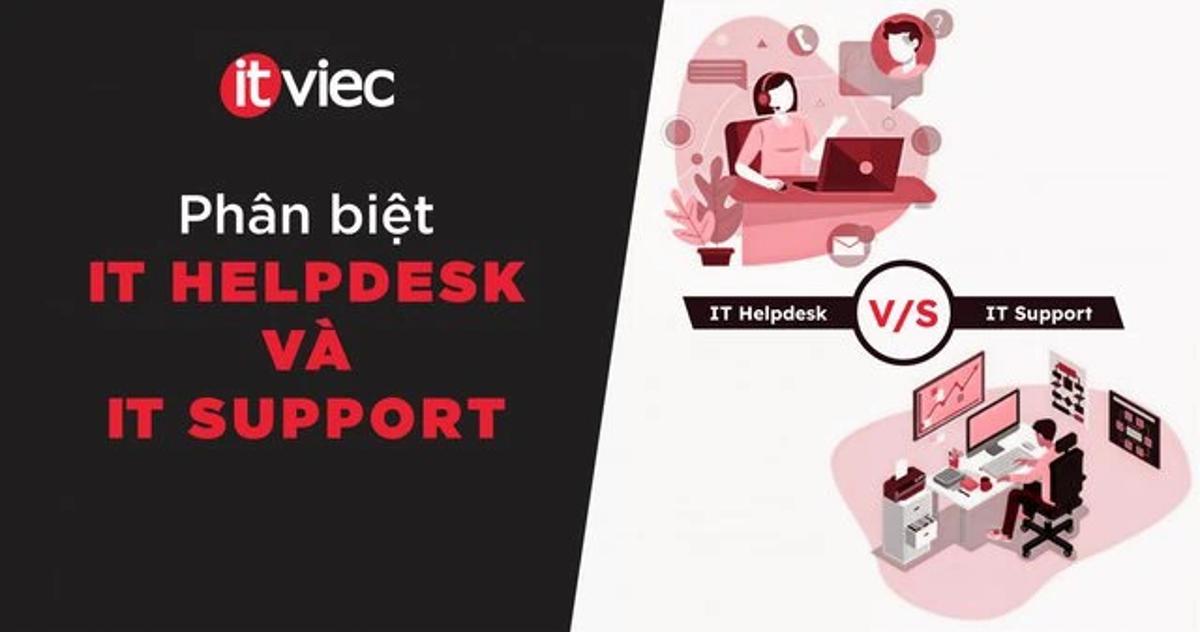 itviec
Phân biệt
IT HELPDESK
VÀ
IT SUPPORT
?
IT Helpdesk V/S IT Support